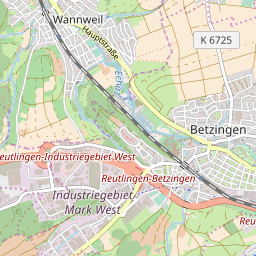 Wannweil
Hauptstraße
K 6725
Echaz
Betzingen
Reutlingen-Industriegebiet West
Reutlingen-Betzingen
Industriegebiet
Mark West
Reu